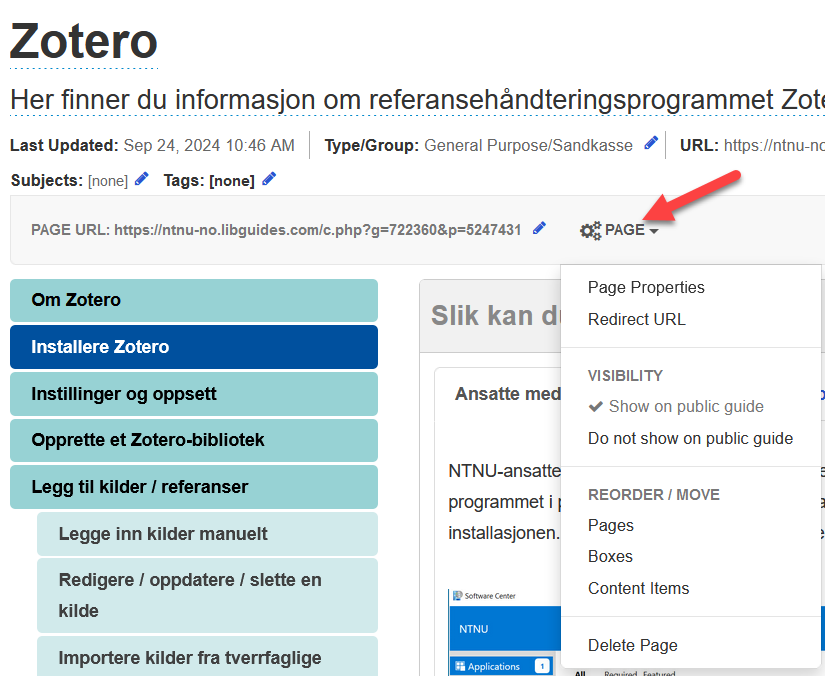 Zotero
Her finner du informasjon om referansehåndteringsprogrammet
Last Updated: Sep 24, 2024 10:46 AM
Type/Group: General Purpose/Sandkasse
URL: https://ntnu-no
Subjects: [none]
Tags: [none]
PAGE URL: https://ntnu-no.libguides.com/c.php?g=722360&p=5247431
PAGE
Om Zotero
Installere Zotero
Instillinger og oppsett
Opprette et Zotero-bibliotek
Legg til kilder / referanser
Legge inn kilder manuelt
Redigere / oppdatere / slette en
kilde
Importere kilder fra tverrfaglige
Slik kan
Ansatte med
NTNU-ansatte
programmet i
installasjonen.
Software Center
NTNU
Applications 1
All Required Featured
Page Properties
Redirect URL
VISIBILITY
Show on public guide
Do not show on public guide
REORDER / MOVE
Pages
Boxes
Content Items
Delete Page